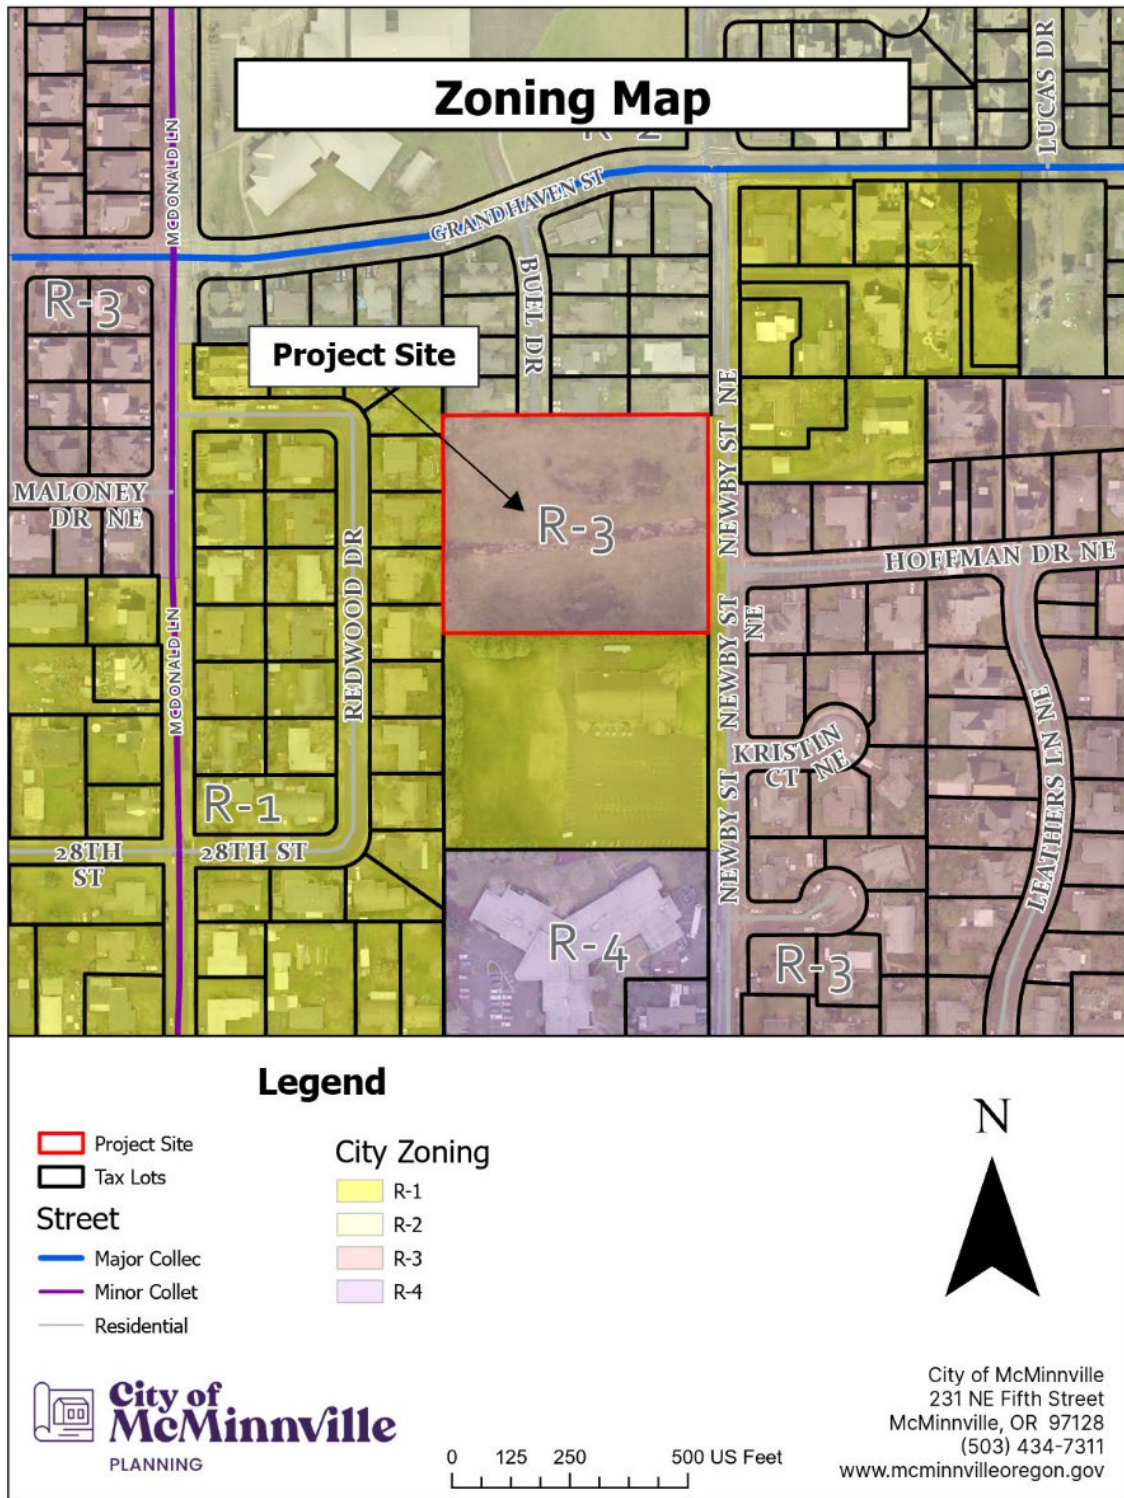 Zoning Map
LUCAS DR
MCDONALD LN
GRANDHAVEN ST
R-3
BUEL DR
Project Site
NEWBY ST NE
MALONEY
DR NE
R-3
HOFFMAN DR NE
REDWOOD DR
NEWBY ST
NE
MCDONALD LN
KRISTIN
CT NE
LEATHERS LN NE
R-1
NEWBY ST
28TH
ST
28TH ST
R-4
R-3
Legend
Project Site
Tax Lots
Street
Major Collec
Minor Collet
Residential
City Zoning
R-1
R-2
R-3
R-4
N
City of
McMinnville
PLANNING
0 125 250 500 US Feet
City of McMinnville
231 NE Fifth Street
McMinnville, OR 97128
(503) 434-7311
www.mcminnvilleoregon.gov